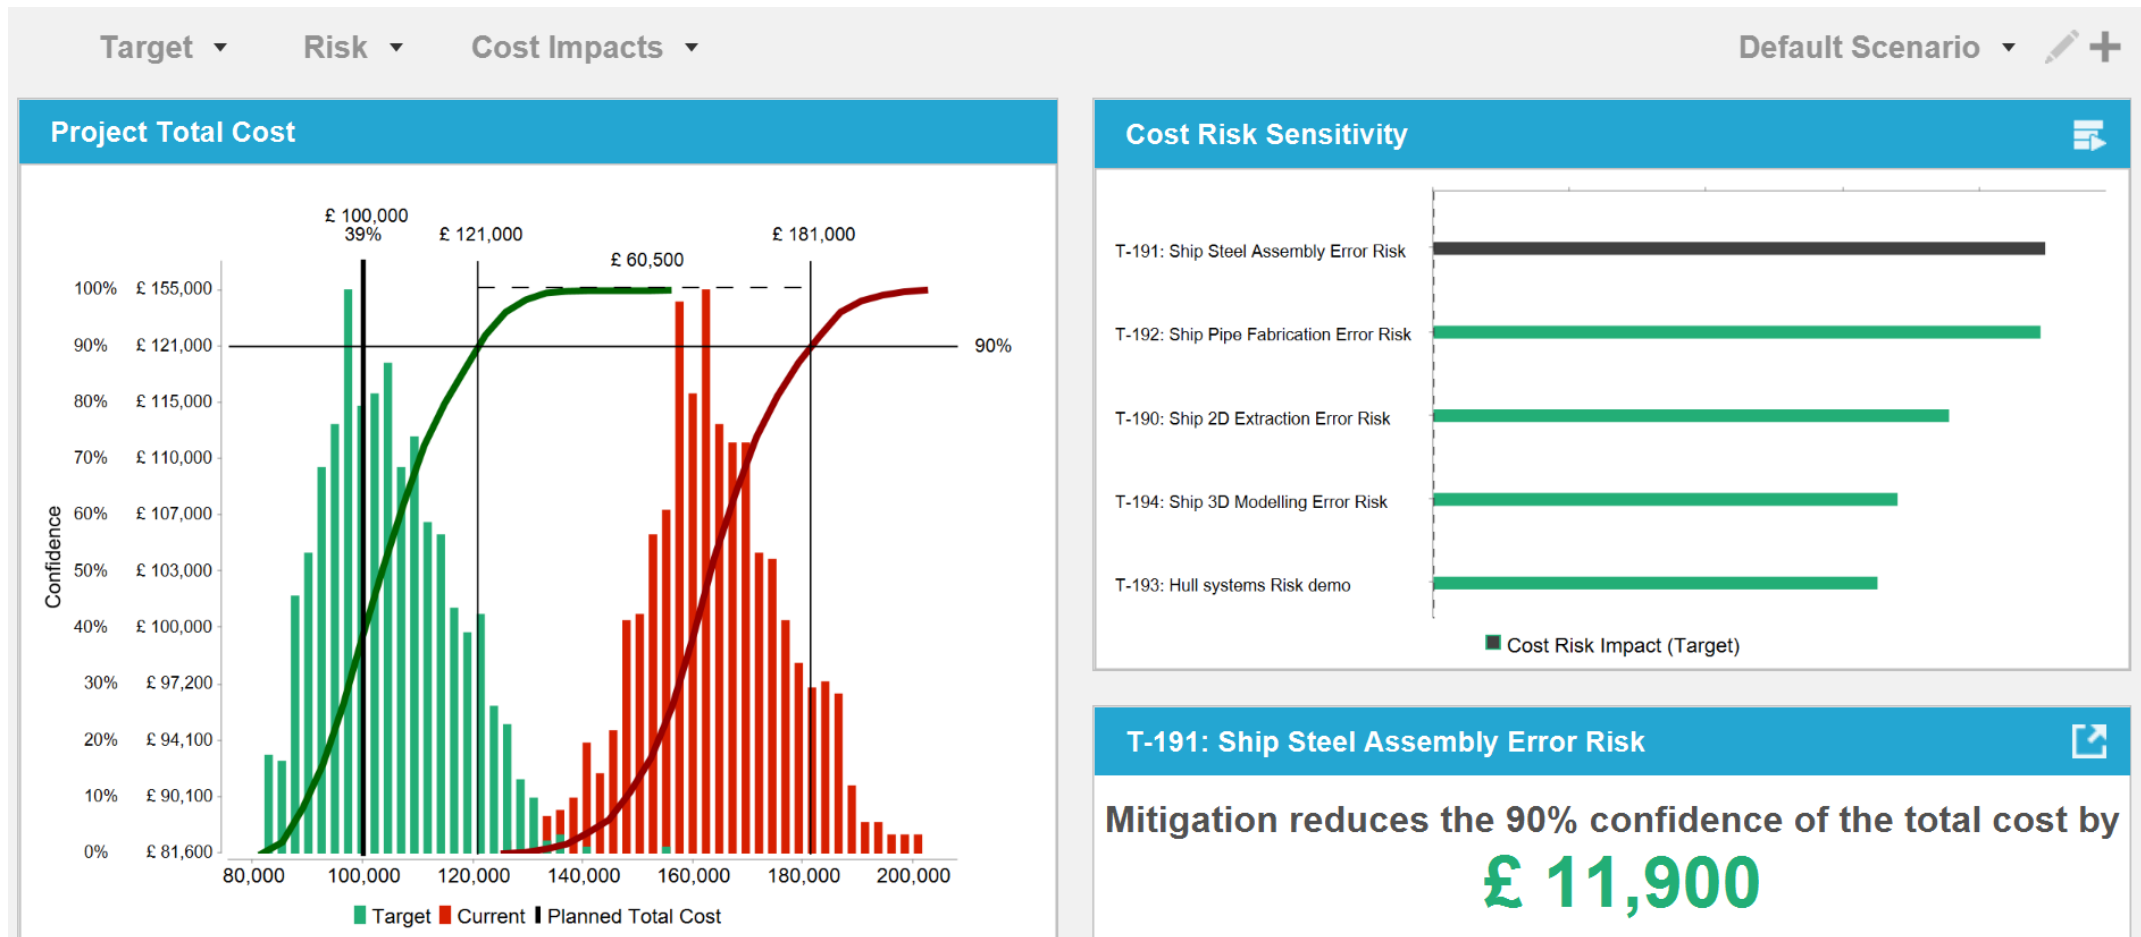 Target
Risk
Cost Impacts
Default Scenario
Project Total Cost
£ 100,000
39%
£ 121,000
£ 181,000
£ 60,500
100% £ 155,000
90% £ 121,000
90%
80% £ 115,000
70% £ 110,000
60% £ 107,000
50% £ 103,000
40% £ 100,000
30% £ 97,200
20% £ 94,100
10% £ 90,100
0% £ 81,600
Confidence
80,000 100,000 120,000 140,000 160,000 180,000 200,000
Target Current Planned Total Cost
Cost Risk Sensitivity
T-191: Ship Steel Assembly Error Risk
T-192: Ship Pipe Fabrication Error Risk
T-190: Ship 2D Extraction Error Risk
T-194: Ship 3D Modelling Error Risk
T-193: Hull systems Risk demo
Cost Risk Impact (Target)
T-191: Ship Steel Assembly Error Risk
Mitigation reduces the 90% confidence of the total cost by
£ 11,900